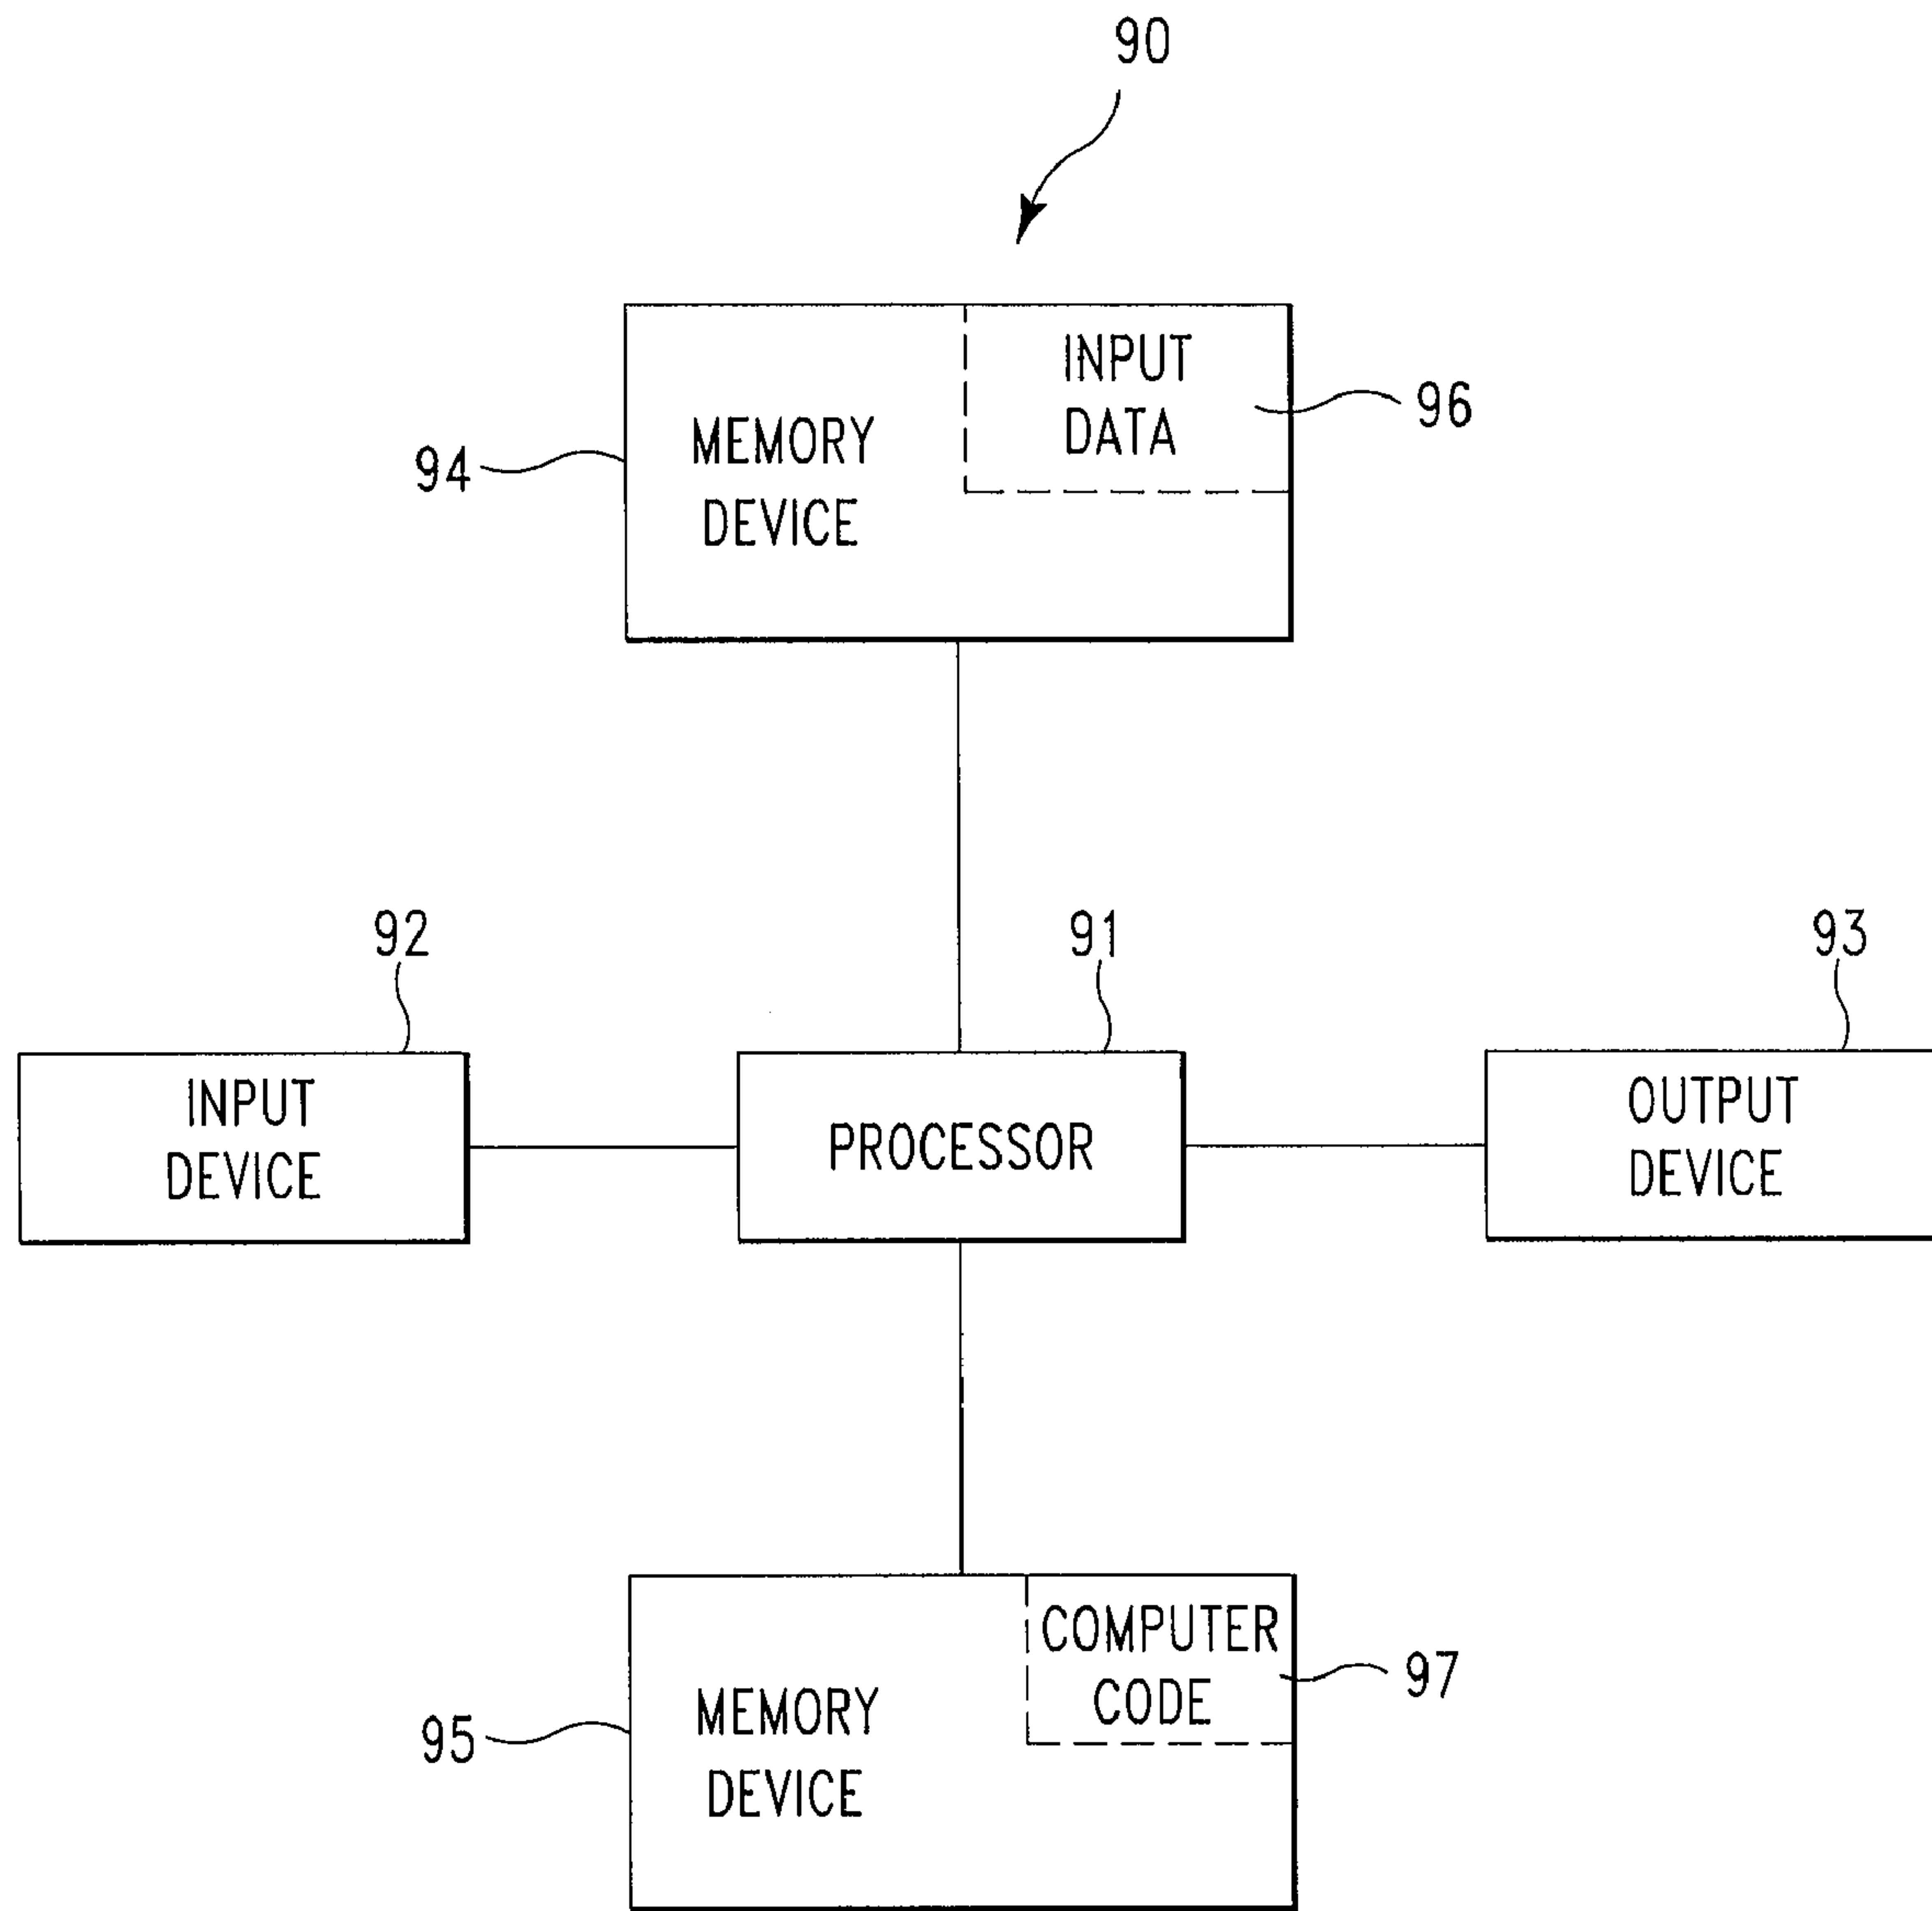 90
INPUT
DATA
96
MEMORY
DEVICE
94
92
91
93
INPUT
DEVICE
PROCESSOR
OUTPUT
DEVICE
COMPUTER
CODE
97
MEMORY
DEVICE
95